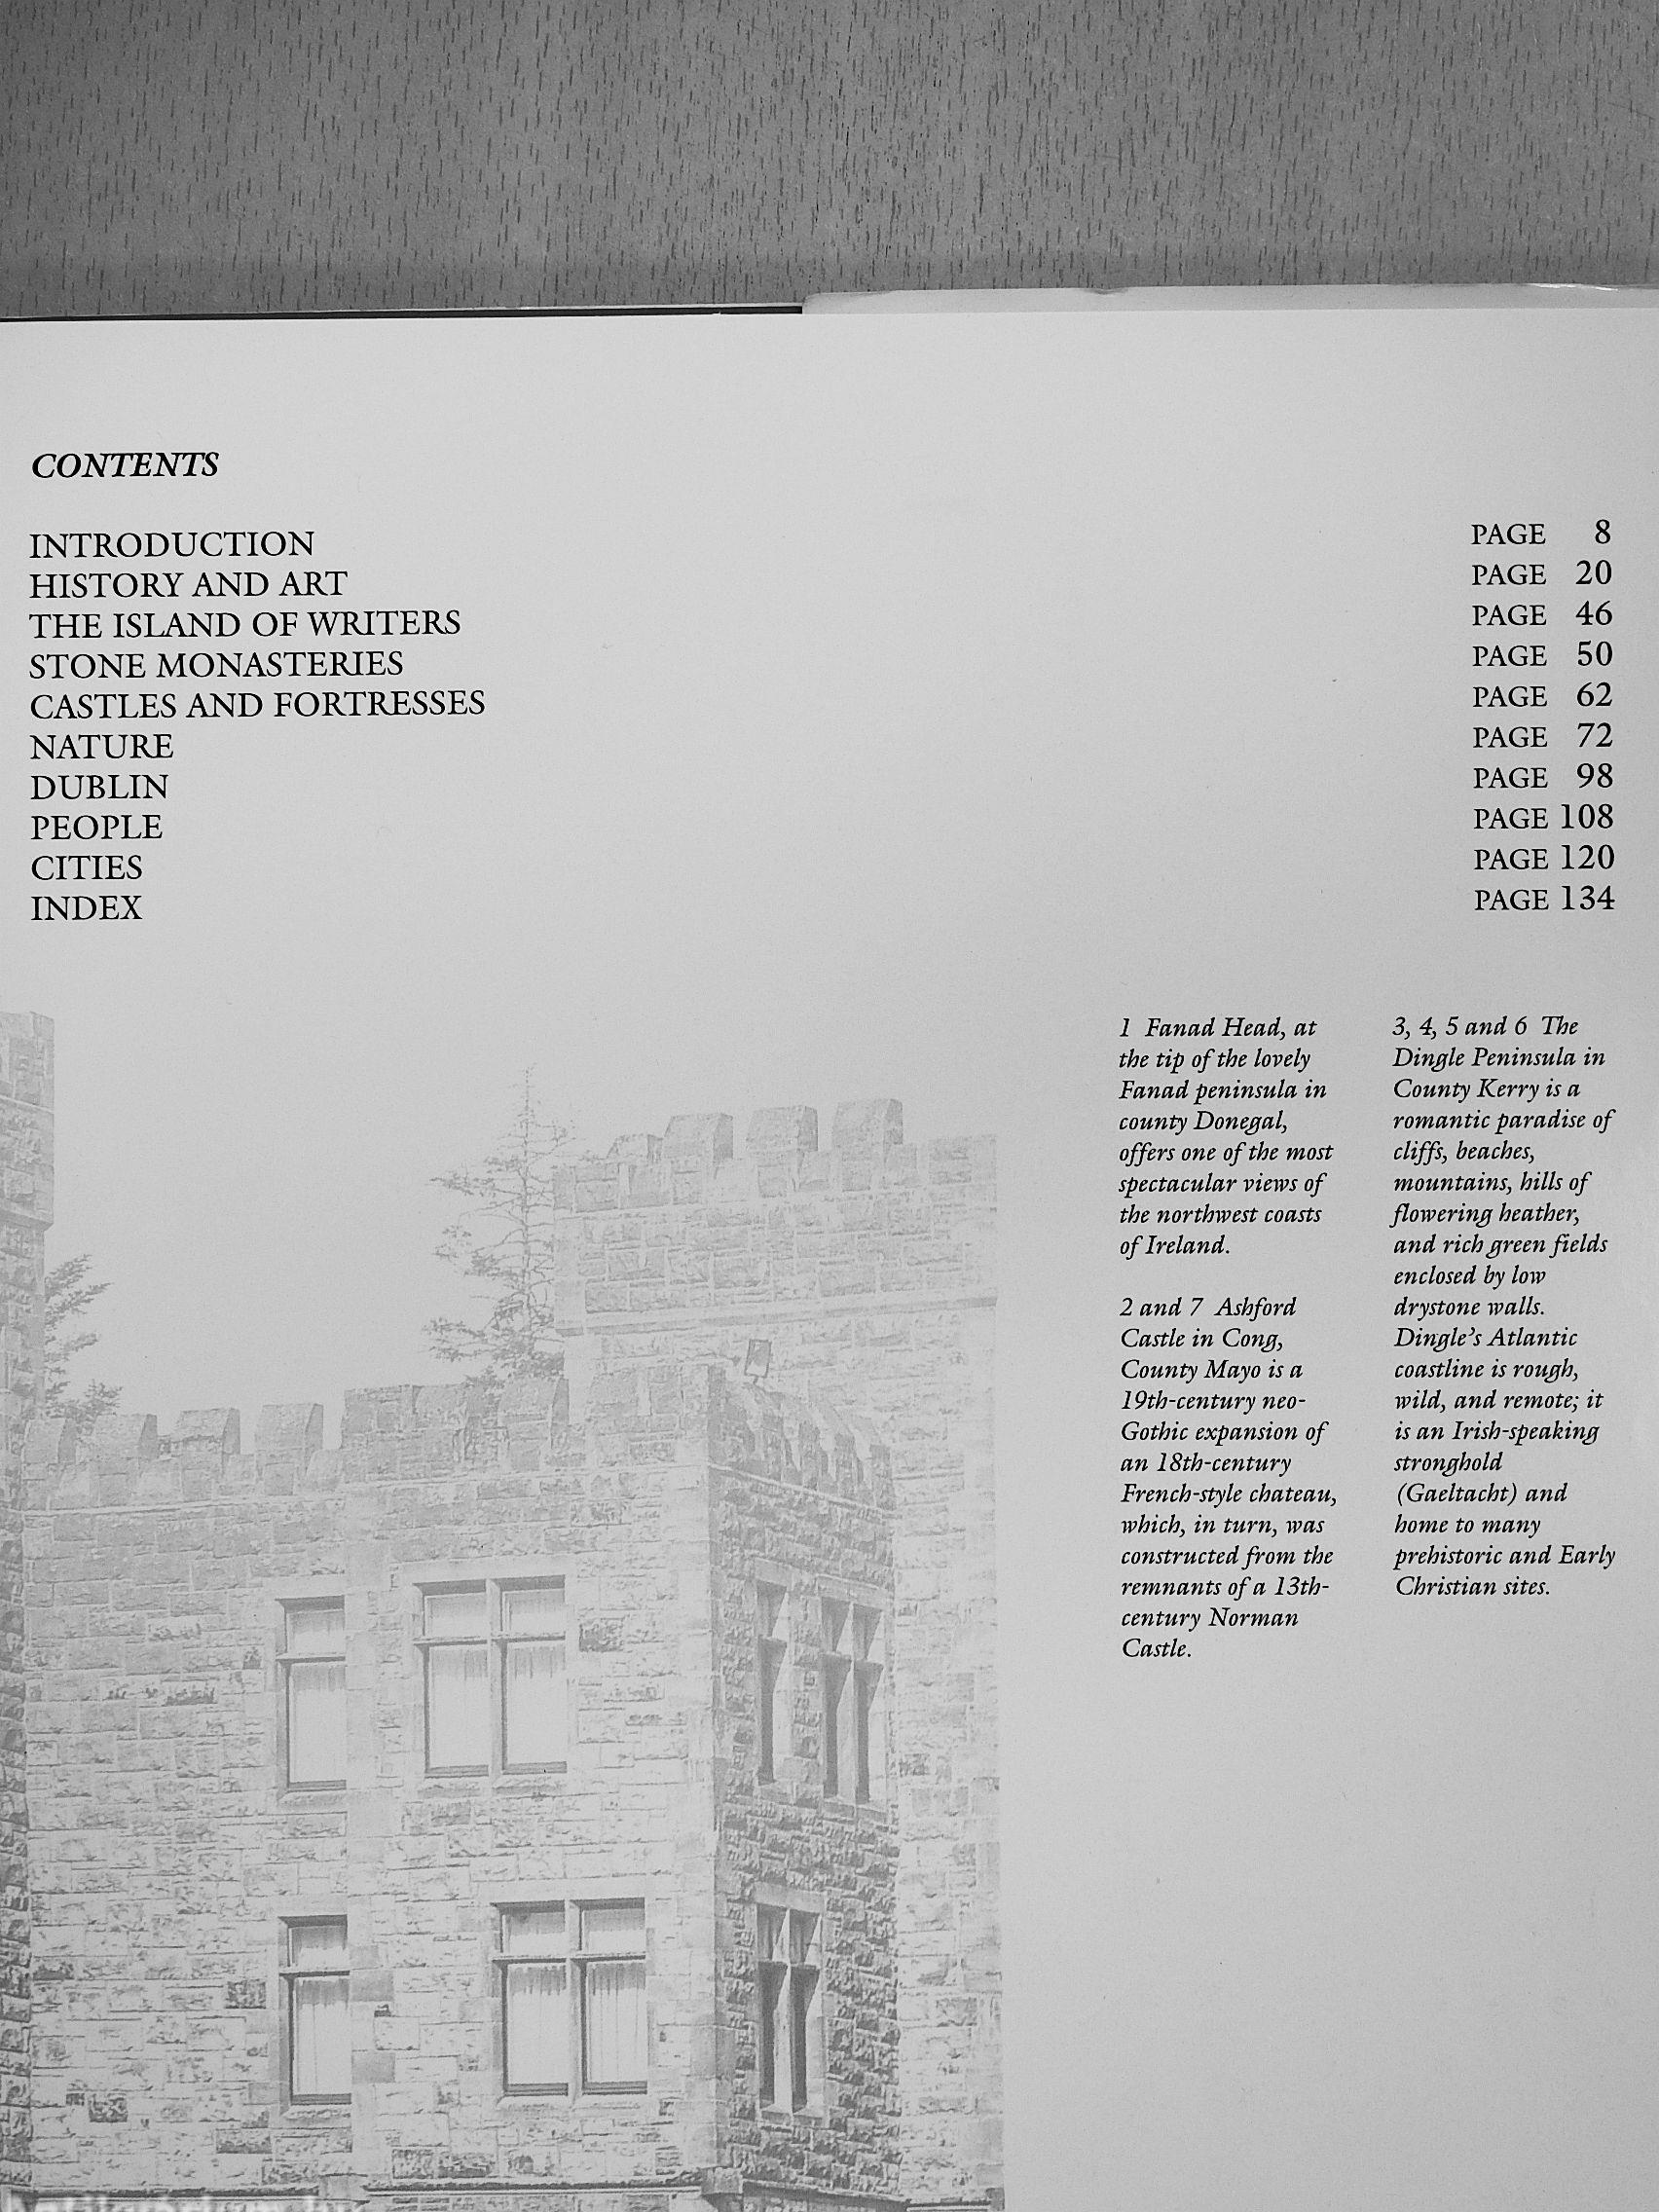 CONTENTS
INTRODUCTION PAGE 8
HISTORY AND ART PAGE 20
THE ISLAND OF WRITERS PAGE 46
STONE MONASTERIES PAGE 50
CASTLES AND FORTRESSES PAGE 62
NATURE PAGE 72
DUBLIN PAGE 98
PEOPLE PAGE 108
CITIES PAGE 120
INDEX PAGE 134
1 Fanad Head, at
the tip of the lovely
Fanad peninsula in
county Donegal,
offers one of the most
spectacular views of
the northwest coasts
of Ireland.
2 and 7 Ashford
Castle in Cong,
County Mayo is a
19th-century neo-
Gothic expansion of
an 18th-century
French-style chateau,
which, in turn, was
constructed from the
remnants of a 13th-
century Norman
Castle.
3, 4, 5 and 6 The
Dingle Peninsula in
County Kerry is a
romantic paradise of
cliffs, beaches,
mountains, hills of
flowering heather,
and rich green fields
enclosed by low
drystone walls.
Dingle's Atlantic
coastline is rough,
wild, and remote; it
is an Irish-speaking
stronghold
(Gaeltacht) and
home to many
prehistoric and Early
Christian sites.